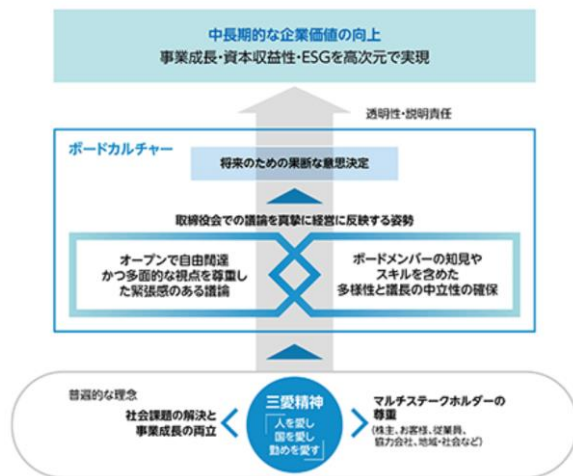 中長期的な企業価値の向上
事業成長・資本収益性・ESGを高次元で実現
透明性・説明責任
ボードカルチャー
将来のための果断な意思決定
取締役会での議論を真摯に経営に反映する姿勢
オープンで自由闊達
かつ多面的な視点を尊重し
た緊張感のある議論
ボードメンバーの知見や
スキルを含めた
多様性と議長の中立性の確保
普遍的な理念
社会課題の解決と
事業成長の両立
三愛精神
「人を愛し
国を愛し
勤めを愛す」
マルチステークホルダーの
尊重
(株主、お客様、従業員、
協力会社、地域・社会など)